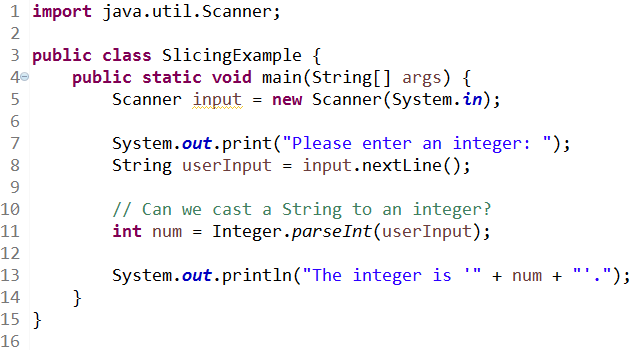 1 import java.util.Scanner;
2
3 public class SlicingExample {
4     public static void main(String[] args) {
5         Scanner input = new Scanner(System.in);
6
7         System.out.print("Please enter an integer: ");
8         String userInput = input.nextLine();
9
10         // Can we cast a String to an integer?
11         int num = Integer.parseInt(userInput);
12
13         System.out.println("The integer is '" + num + "'.");
14     }
15 }
16